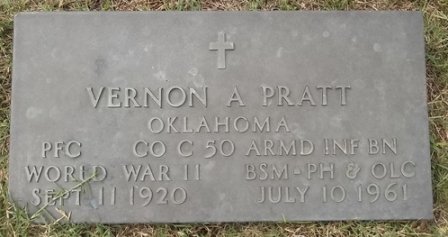 VERNON A PRATT
OKLAHOMA
PFC CO C 50 ARMD INF BN
WORLD WAR II BSM-PH & OLC
SEPT 11 1920 JULY 10 1961